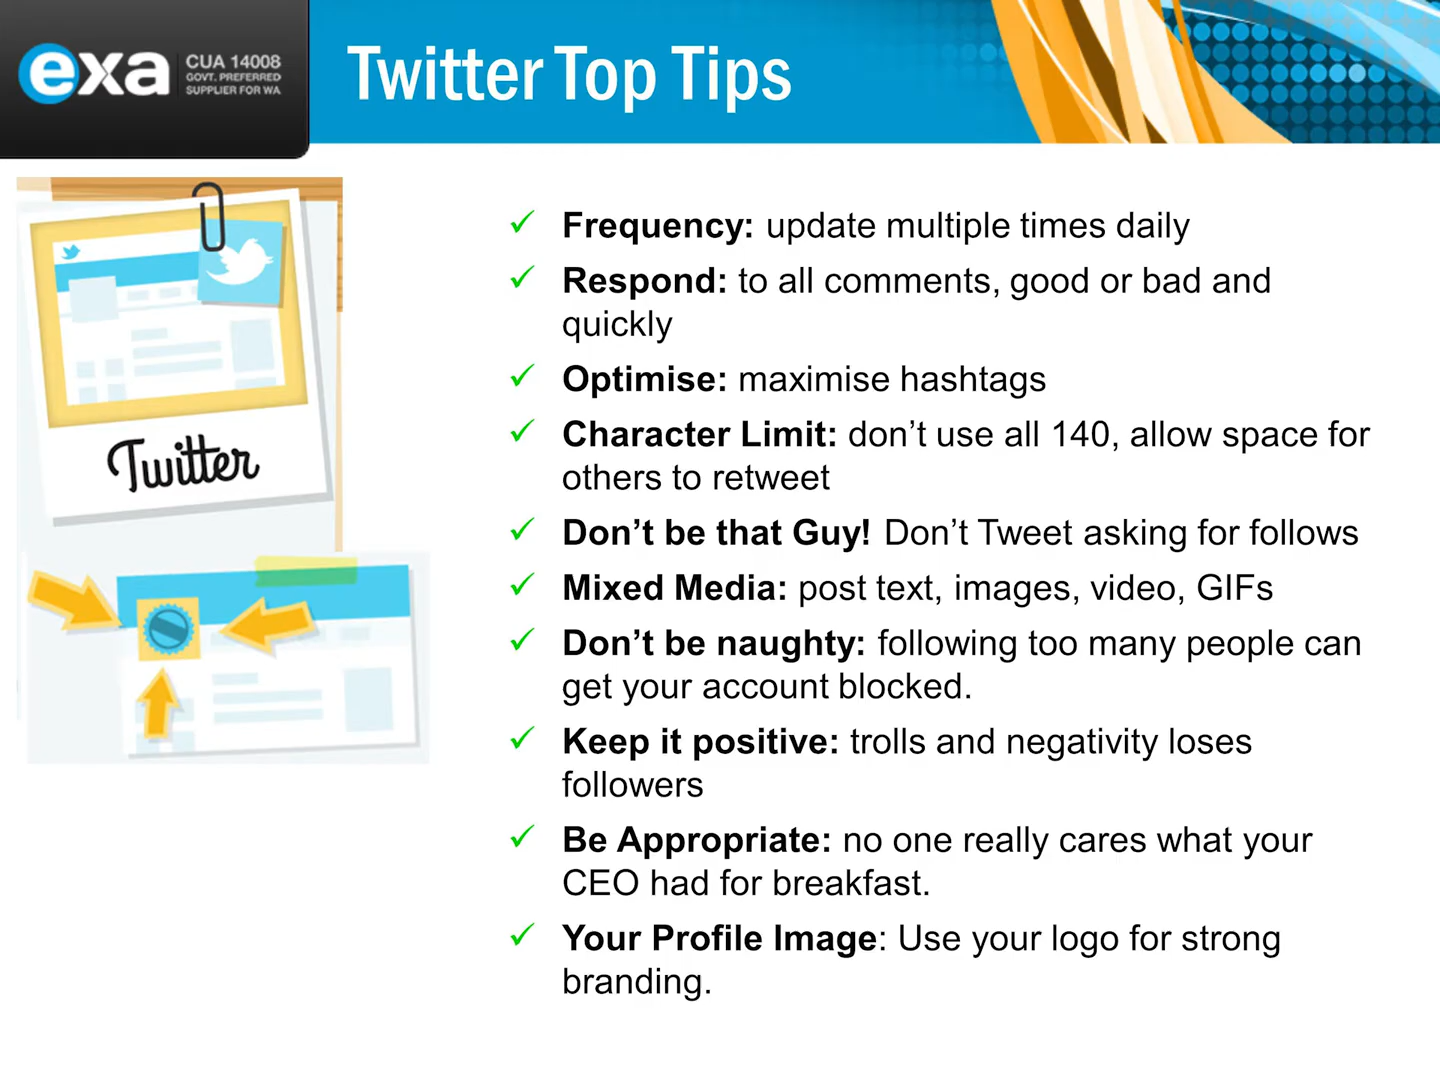 exa
CUA 14008
GOVT. PREFERRED
SUPPLIER FOR WA
Twitter Top Tips
Twitter
✓ Frequency: update multiple times daily
✓ Respond: to all comments, good or bad and
quickly
✓ Optimise: maximise hashtags
✓ Character Limit: don’t use all 140, allow space for
others to retweet
✓ Don’t be that Guy! Don’t Tweet asking for follows
✓ Mixed Media: post text, images, video, GIFs
✓ Don’t be naughty: following too many people can
get your account blocked.
✓ Keep it positive: trolls and negativity loses
followers
✓ Be Appropriate: no one really cares what your
CEO had for breakfast.
✓ Your Profile Image: Use your logo for strong
branding.